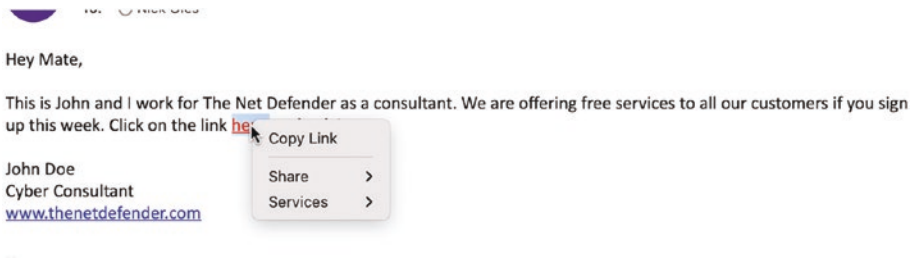 Hey Mate,
This is John and I work for The Net Defender as a consultant. We are offering free services to all our customers if you sign
up this week. Click on the link
Copy Link
Share
Services
John Doe
Cyber Consultant
www.thenetdefender.com